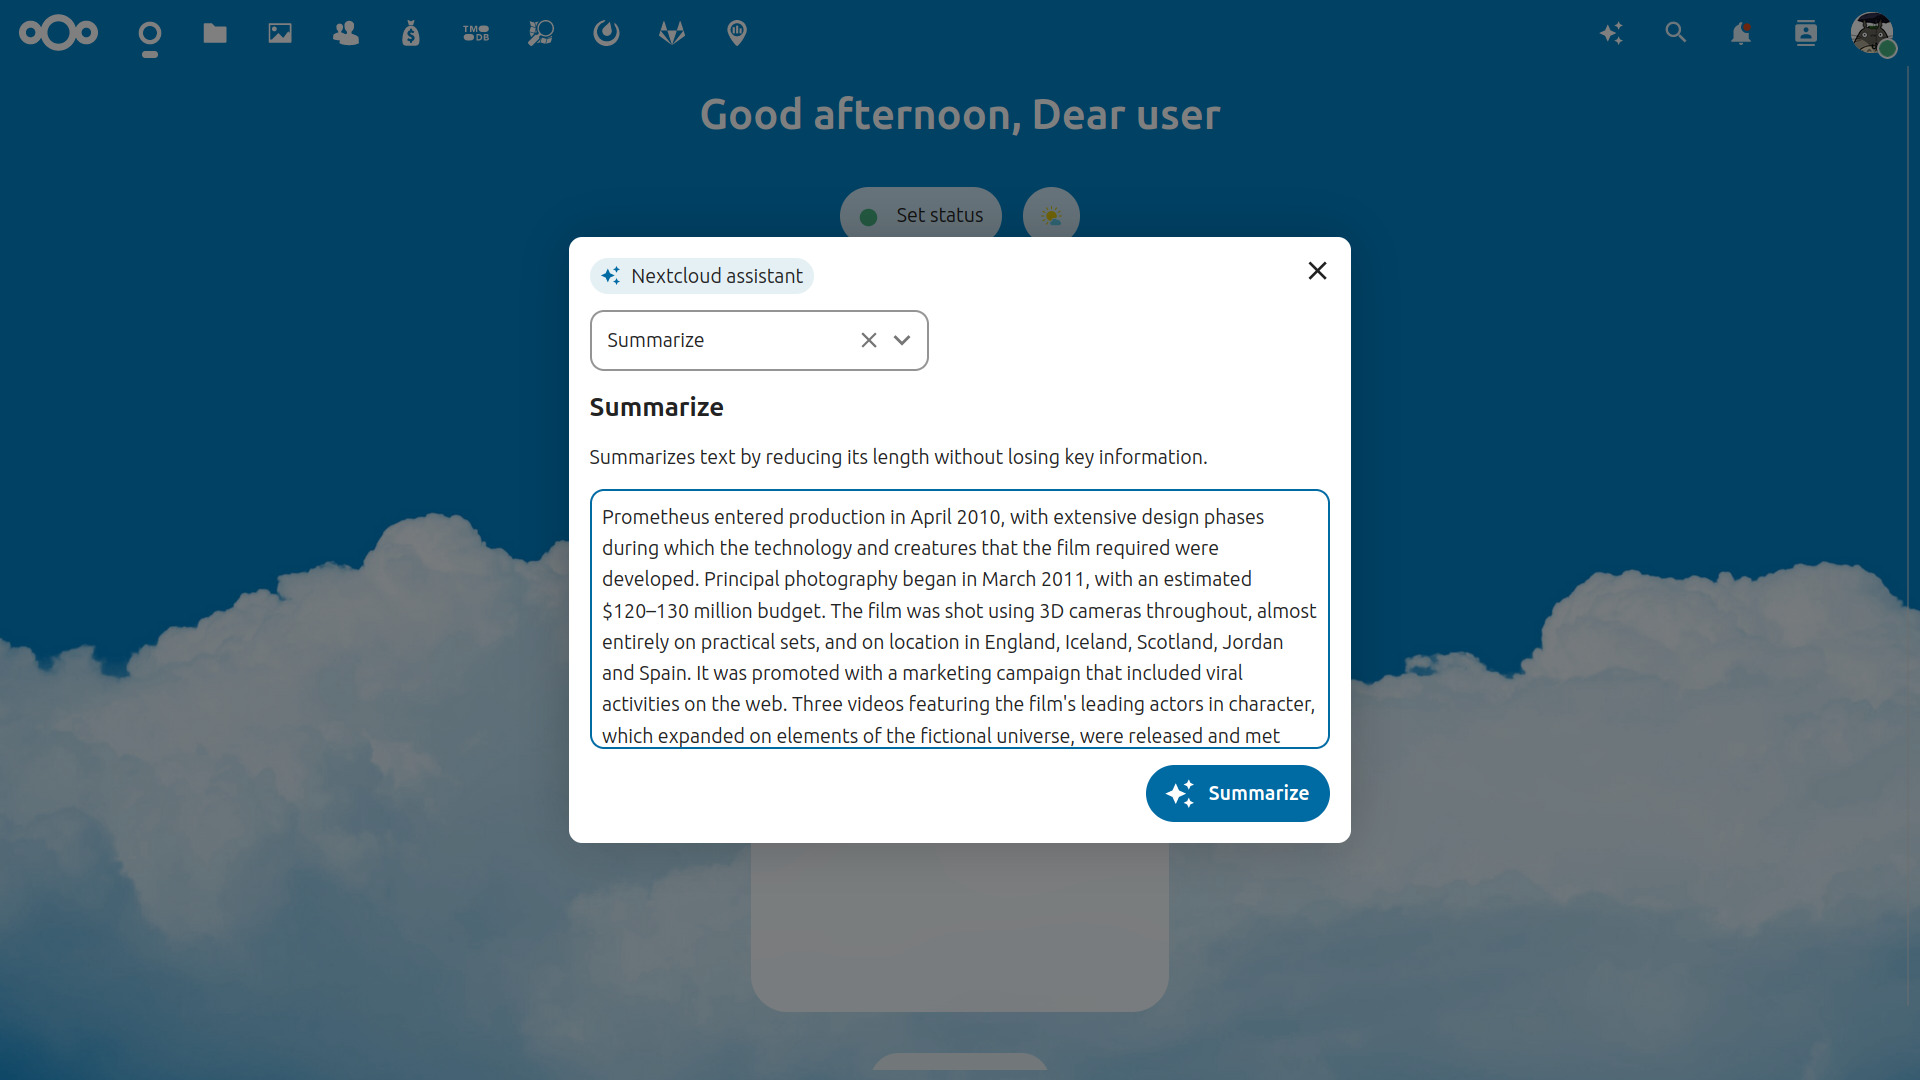 TM
DB
Good afternoon, Dear user
Set status
Nextcloud assistant
Summarize
Summarize
Summarizes text by reducing its length without losing key information.
Prometheus entered production in April 2010, with extensive design phases
during which the technology and creatures that the film required were
developed. Principal photography began in March 2011, with an estimated
$120–130 million budget. The film was shot using 3D cameras throughout, almost
entirely on practical sets, and on location in England, Iceland, Scotland, Jordan
and Spain. It was promoted with a marketing campaign that included viral
activities on the web. Three videos featuring the film's leading actors in character,
which expanded on elements of the fictional universe, were released and met
Summarize